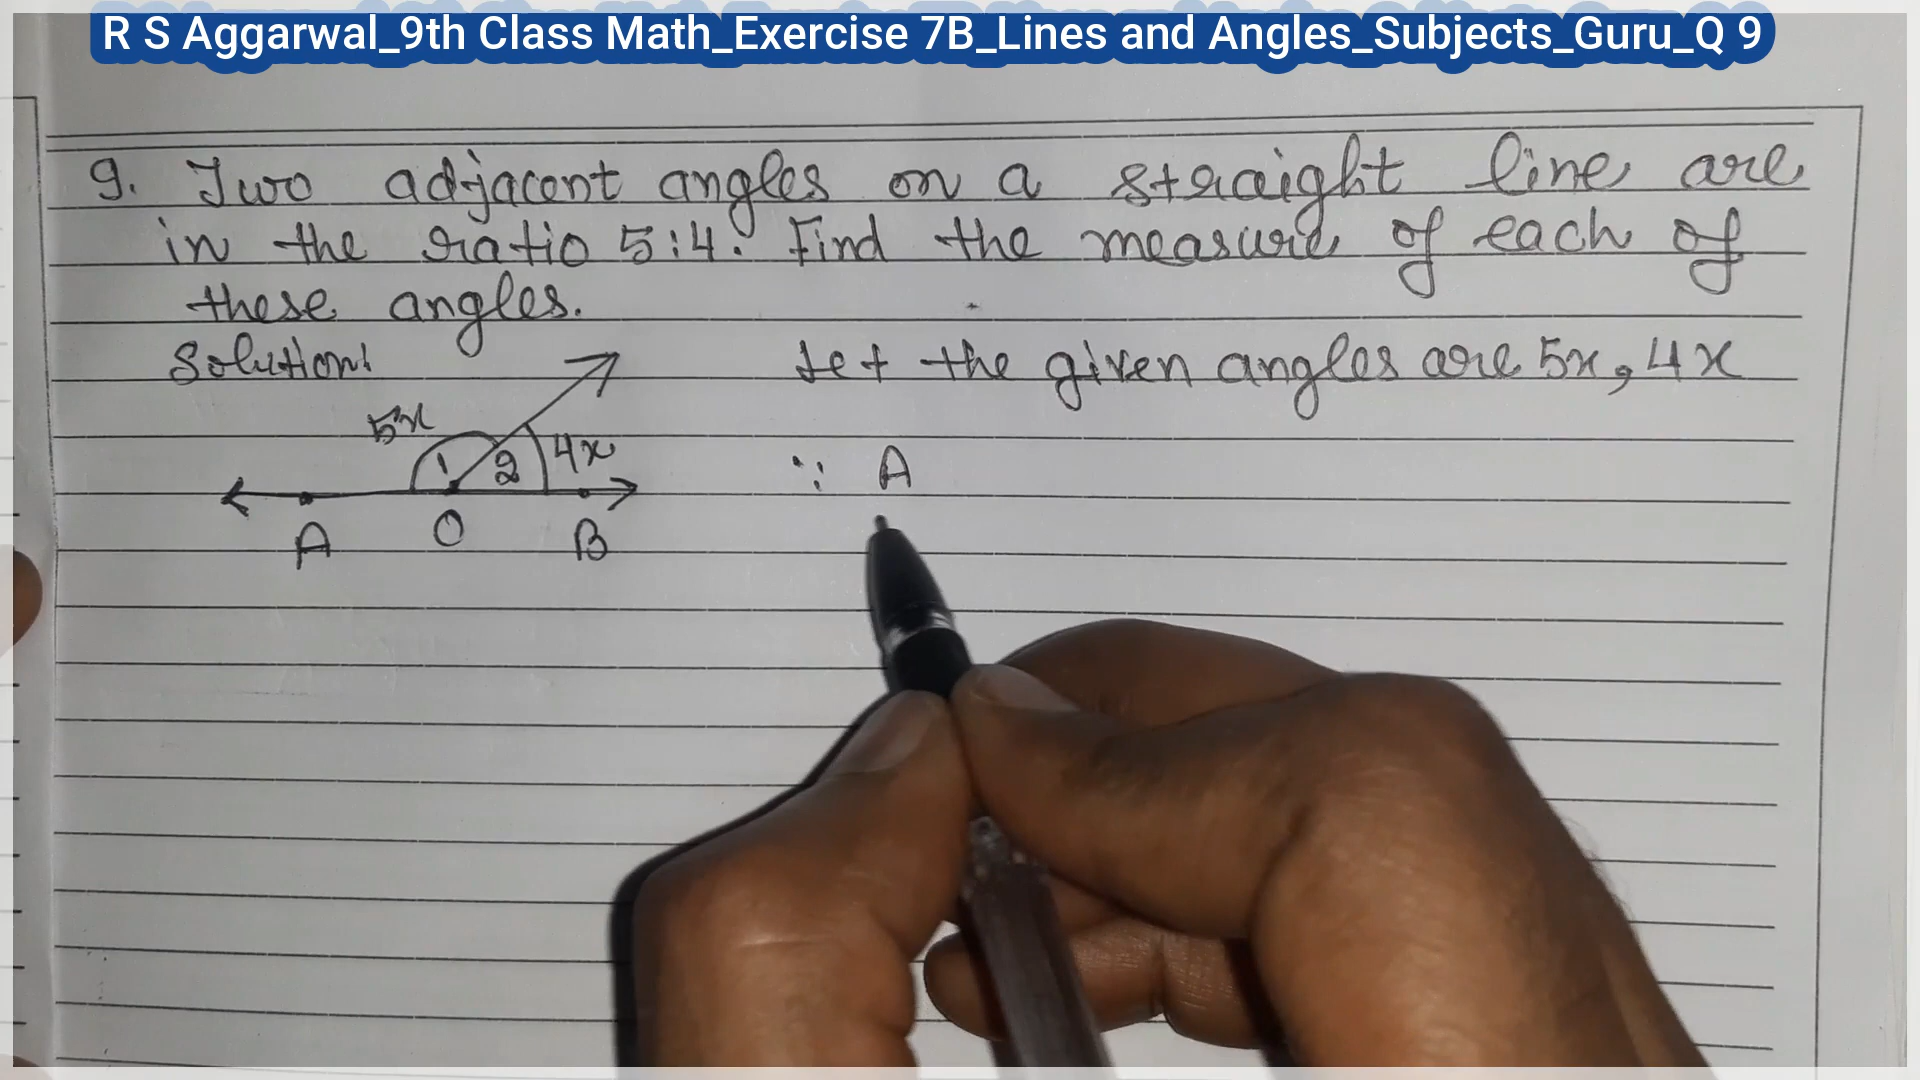 R S Aggarwal_9th Class Math_Exercise 7B_Lines and Angles_Subjects_Guru_Q 9
9. Two adjacent angles on a straight line are
in the ratio 5:4. Find the measure of each of
these angles.
Solution:
Let the given angles are 5x, 4x
5x
1
2
4x
∵ A
A
O
B